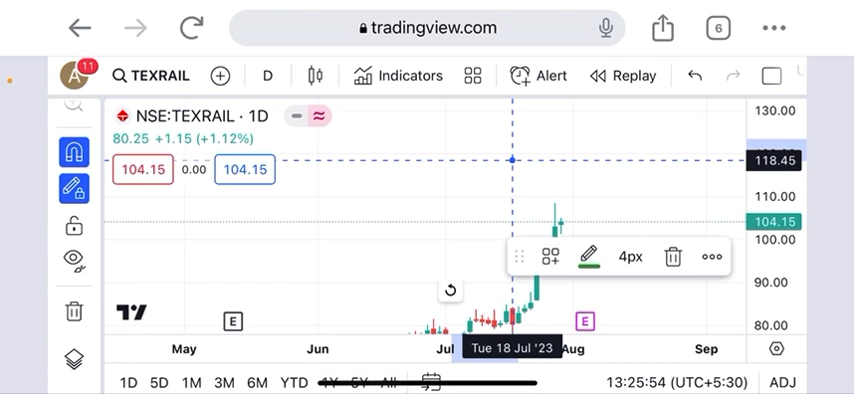 tradingview.com
6
A
11
TEXRAIL
D
Indicators
Alert
Replay
NSE:TEXRAIL · 1D
80.25 +1.15 (+1.12%)
104.15
0.00
104.15
130.00
118.45
110.00
104.15
100.00
90.00
80.00
4px
E
E
May
Jun
Jul
Tue 18 Jul '23
Aug
Sep
1D 5D 1M 3M 6M YTD 1Y 5Y All
13:25:54 (UTC+5:30)
ADJ